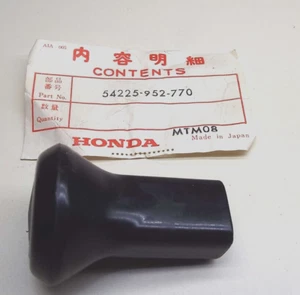 内容明細
CONTENTS
部品番号
Part No.
54225-952-770
数量
Quantity
HONDA
MTM08
Made in Japan